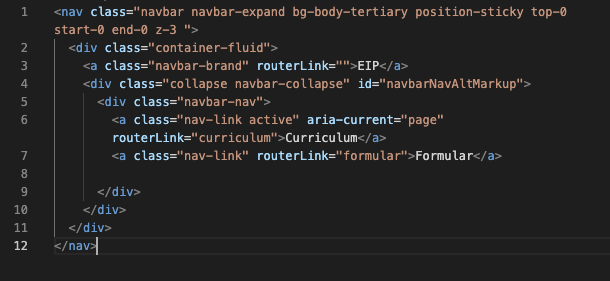 1 <nav class="navbar navbar-expand bg-body-tertiary position-sticky top-0
start-0 end-0 z-3 ">
2 <div class="container-fluid">
3 <a class="navbar-brand" routerLink="">EIP</a>
4 <div class="collapse navbar-collapse" id="navbarNavAltMarkup">
5 <div class="navbar-nav">
6 <a class="nav-link active" aria-current="page"
routerLink="curriculum">Curriculum</a>
7 <a class="nav-link" routerLink="formular">Formular</a>
8
9 </div>
10 </div>
11 </div>
12 </nav>